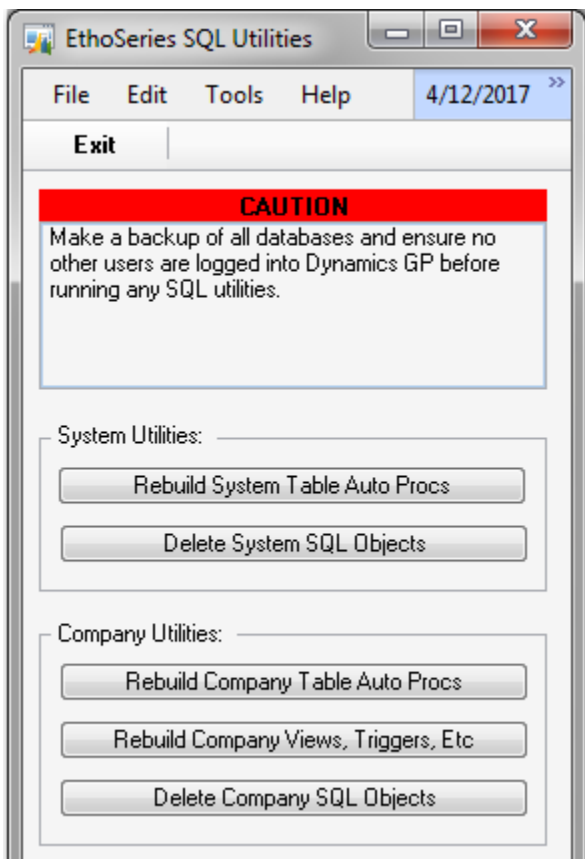 EthoSeries SQL Utilities
File Edit Tools Help 4/12/2017 »
Exit
CAUTION
Make a backup of all databases and ensure no
other users are logged into Dynamics GP before
running any SQL utilities.
System Utilities:
Rebuild System Table Auto Procs
Delete System SQL Objects
Company Utilities:
Rebuild Company Table Auto Procs
Rebuild Company Views, Triggers, Etc
Delete Company SQL Objects